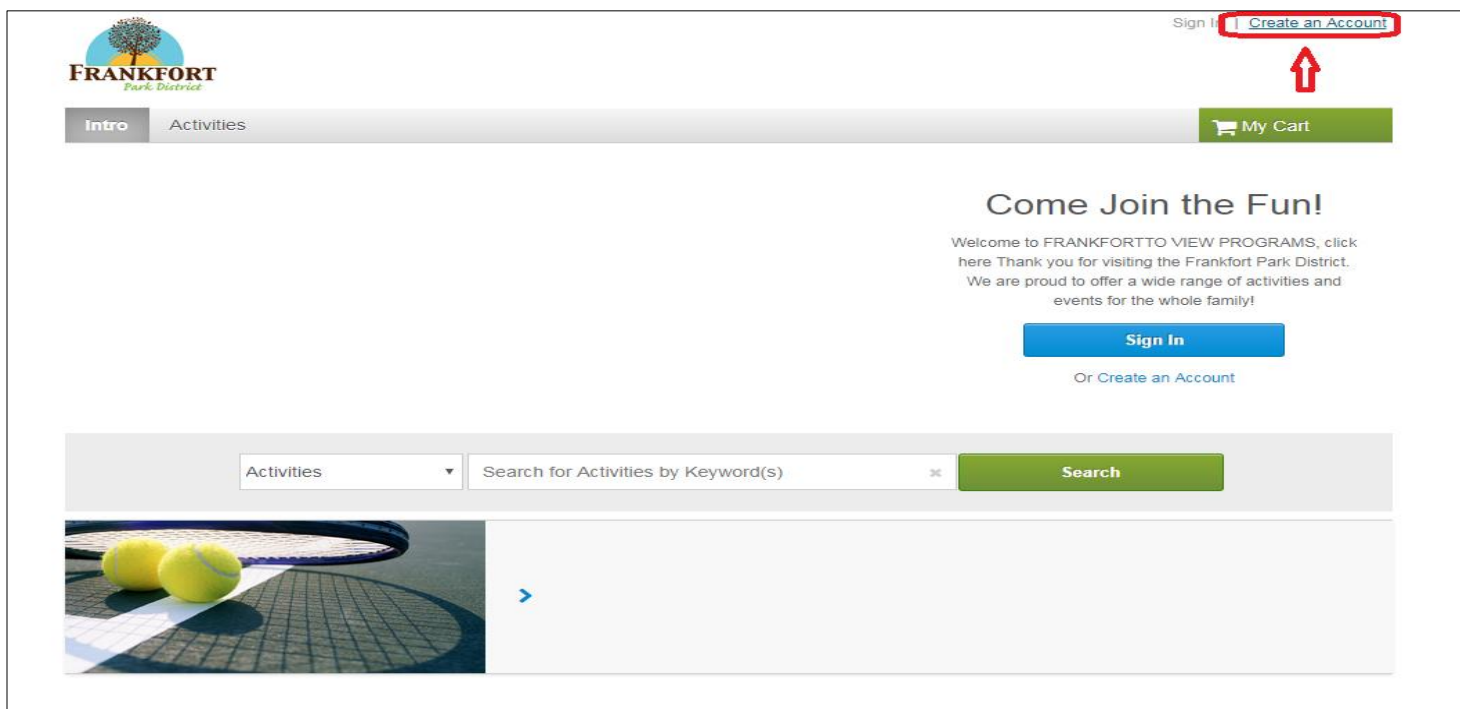 Sign In | Create an Account
FRANKFORT
Park District
Intro Activities My Cart
Come Join the Fun!
Welcome to FRANKFORTTO VIEW PROGRAMS, click
here Thank you for visiting the Frankfort Park District.
We are proud to offer a wide range of activities and
events for the whole family!
Sign In
Or Create an Account
Activities Search for Activities by Keyword(s) Search